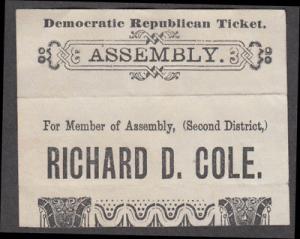 Democratic Republican Ticket.
ASSEMBLY.
For Member of Assembly, (Second District,)
RICHARD D. COLE.